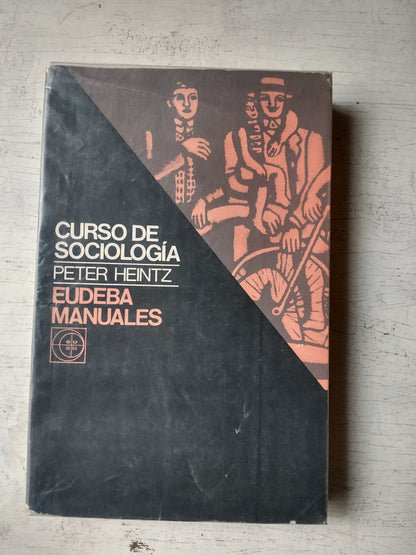 CURSO DE
SOCIOLOGÍA
PETER HEINTZ
EUDEBA
MANUALES